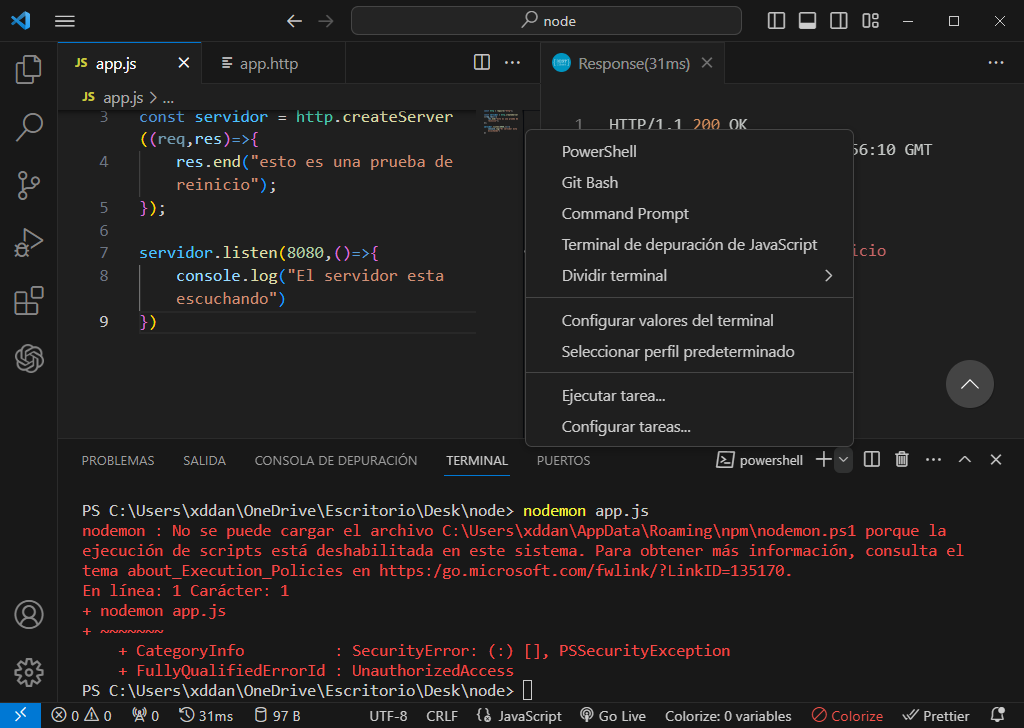 node
JS app.js
app.http
Response(31ms)
JS app.js > ...
3 const servidor = http.createServer
((req,res)=>{
4 res.end("esto es una prueba de
reinicio");
5 });
6
7 servidor.listen(8080,()=>{
8 console.log("El servidor esta
escuchando")
9 })
1 HTTP/1.1 200 OK
56:10 GMT
icio
PowerShell
Git Bash
Command Prompt
Terminal de depuración de JavaScript
Dividir terminal
Configurar valores del terminal
Seleccionar perfil predeterminado
Ejecutar tarea...
Configurar tareas...
PROBLEMAS SALIDA CONSOLA DE DEPURACIÓN TERMINAL PUERTOS powershell
PS C:\Users\xddan\OneDrive\Escritorio\Desk\node> nodemon app.js
nodemon : No se puede cargar el archivo C:\Users\xddan\AppData\Roaming\npm\nodemon.ps1 porque la
ejecución de scripts está deshabilitada en este sistema. Para obtener más información, consulta el
tema about_Execution_Policies en https:/go.microsoft.com/fwlink/?LinkID=135170.
En línea: 1 Carácter: 1
+ nodemon app.js
+ ~~~~~~~
+ CategoryInfo : SecurityError: (:) [], PSSecurityException
+ FullyQualifiedErrorId : UnauthorizedAccess
PS C:\Users\xddan\OneDrive\Escritorio\Desk\node>
0 0 0 31ms 97 B UTF-8 CRLF JavaScript Go Live Colorize: 0 variables Colorize Prettier